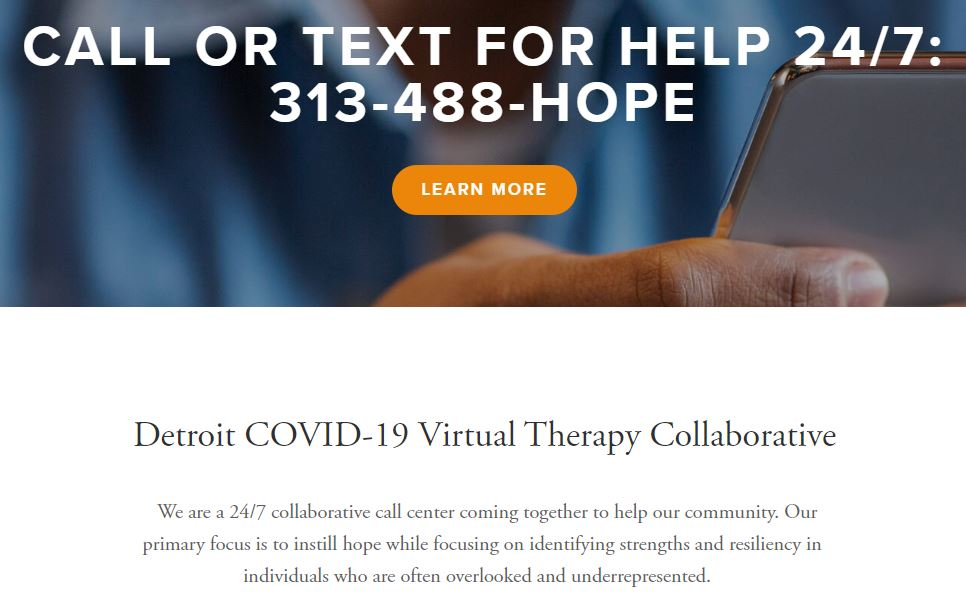 CALL OR TEXT FOR HELP 24/7:
313-488-HOPE
LEARN MORE
Detroit COVID-19 Virtual Therapy Collaborative
We are a 24/7 collaborative call center coming together to help our community. Our
primary focus is to instill hope while focusing on identifying strengths and resiliency in
individuals who are often overlooked and underrepresented.